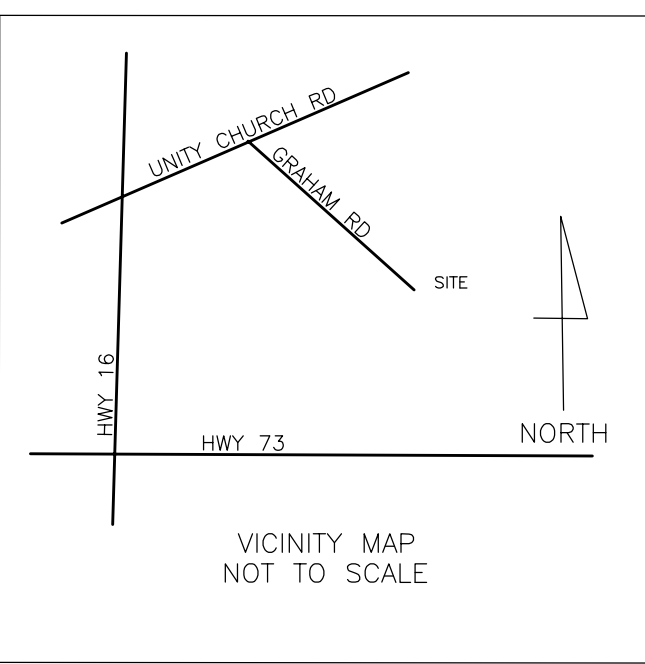 UNITY CHURCH RD
GRAHAM RD
SITE
HWY 16
HWY 73
NORTH
VICINITY MAP
NOT TO SCALE